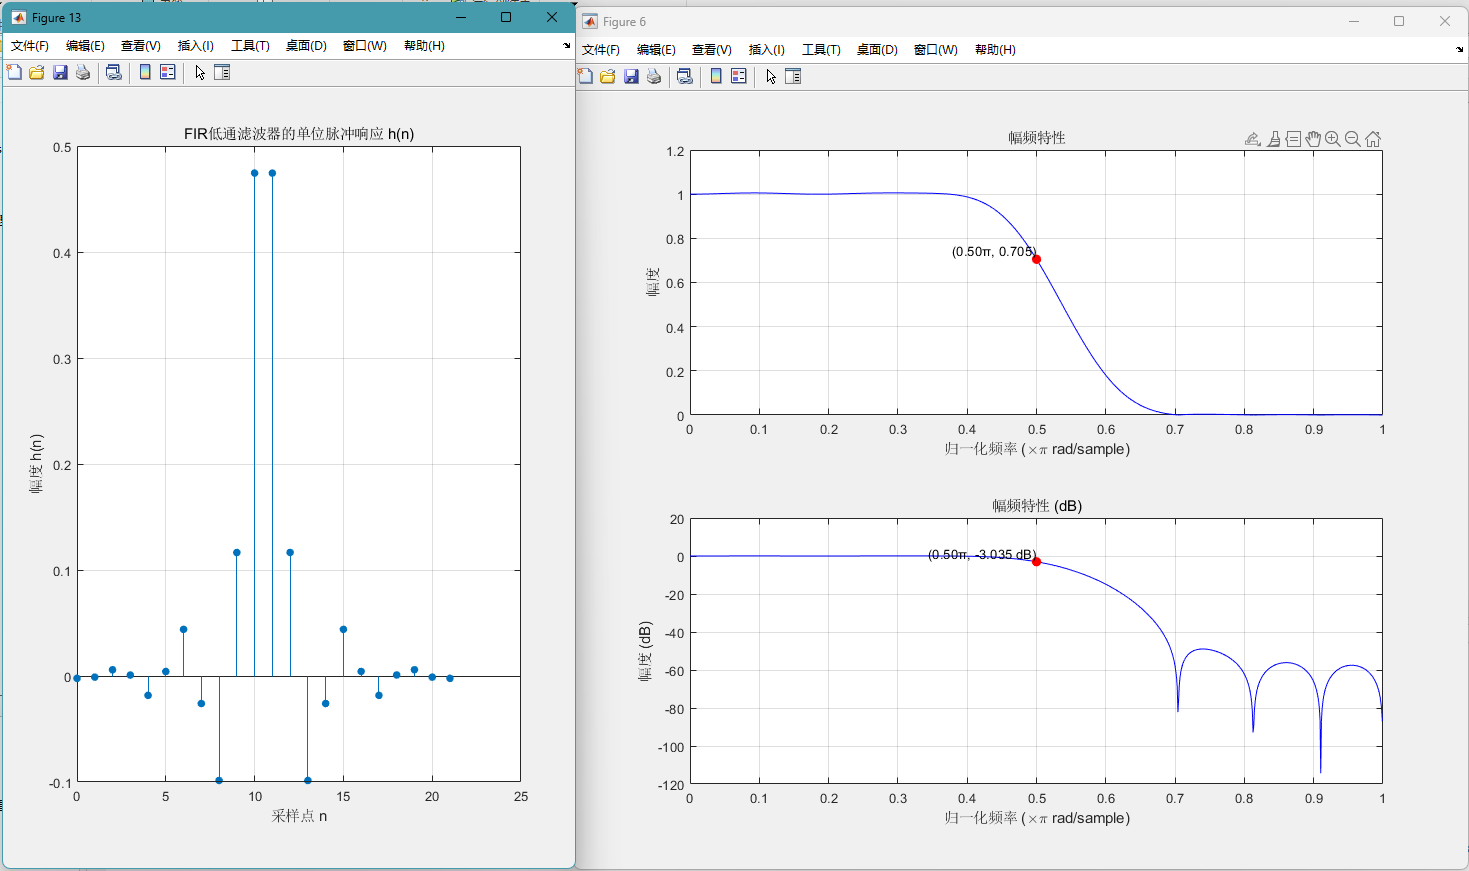 Figure 13
文件(F) 编辑(E) 查看(V) 插入(I) 工具(T) 桌面(D) 窗口(W) 帮助(H)
FIR低通滤波器的单位脉冲响应 h(n)
0.5
0.4
0.3
0.2
0.1
0
-0.1
幅度 h(n)
0 5 10 15 20 25
采样点 n
Figure 6
文件(F) 编辑(E) 查看(V) 插入(I) 工具(T) 桌面(D) 窗口(W) 帮助(H)
幅频特性
1.2
1
0.8
0.6
0.4
0.2
0
幅度
(0.50π, 0.705)
0 0.1 0.2 0.3 0.4 0.5 0.6 0.7 0.8 0.9 1
归一化频率 (×π rad/sample)
幅频特性 (dB)
20
0
-20
-40
-60
-80
-100
-120
幅度 (dB)
(0.50π, -3.035 dB)
0 0.1 0.2 0.3 0.4 0.5 0.6 0.7 0.8 0.9 1
归一化频率 (×π rad/sample)